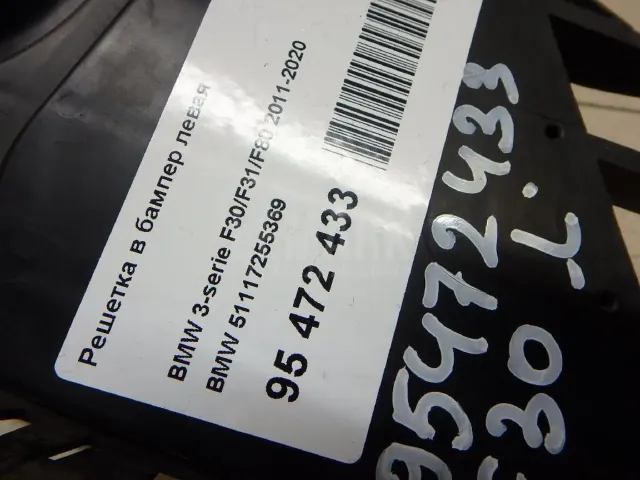 Решетка в бампер левая
BMW 3-serie F30/F31/F80 2011-2020
BMW 51117255369
95 472 433
95472433
F30 L.